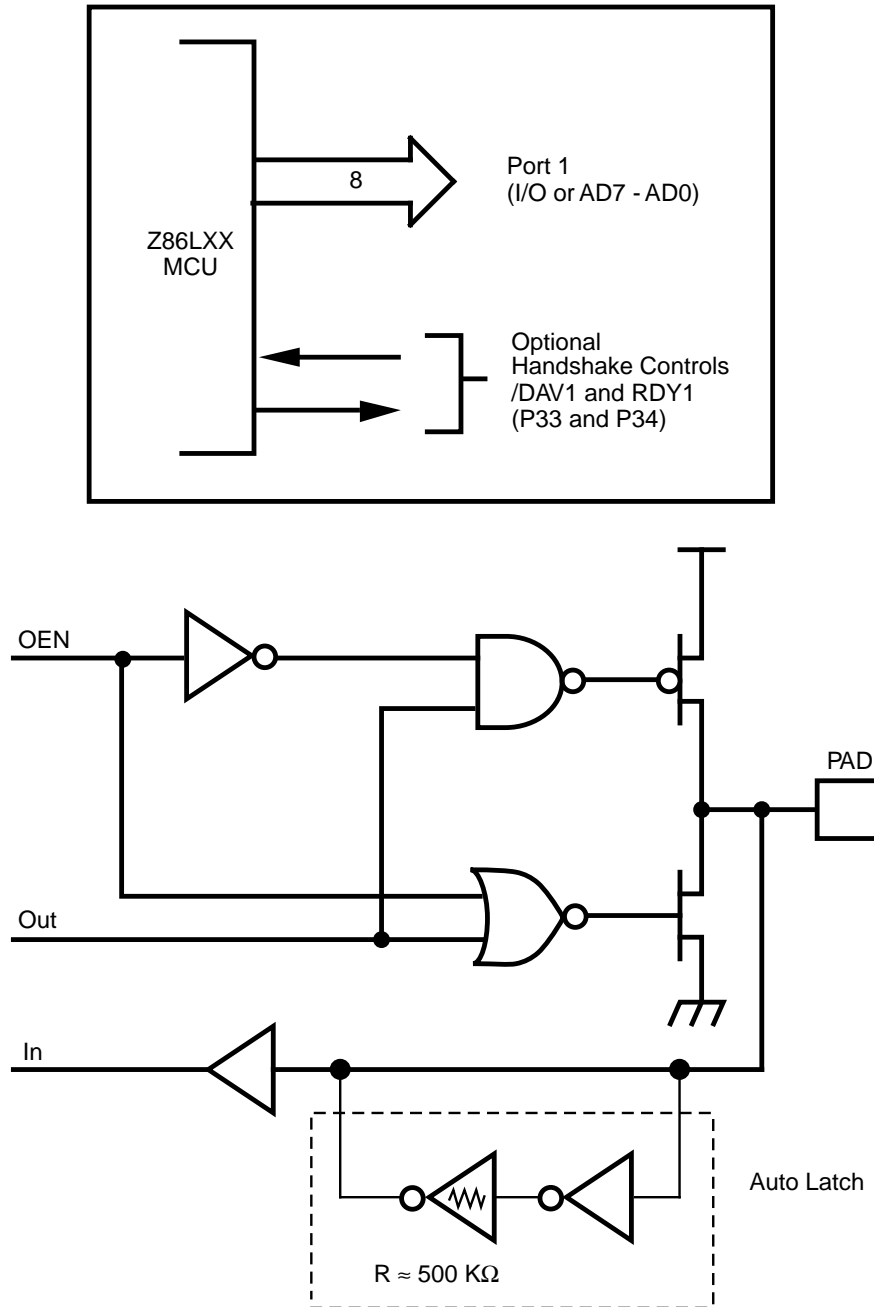 8
Port 1
(I/O or AD7 - AD0)
Z86LXX
MCU
Optional
Handshake Controls
/DAV1 and RDY1
(P33 and P34)
OEN
PAD
Out
In
Auto Latch
R ≈ 500 KΩ